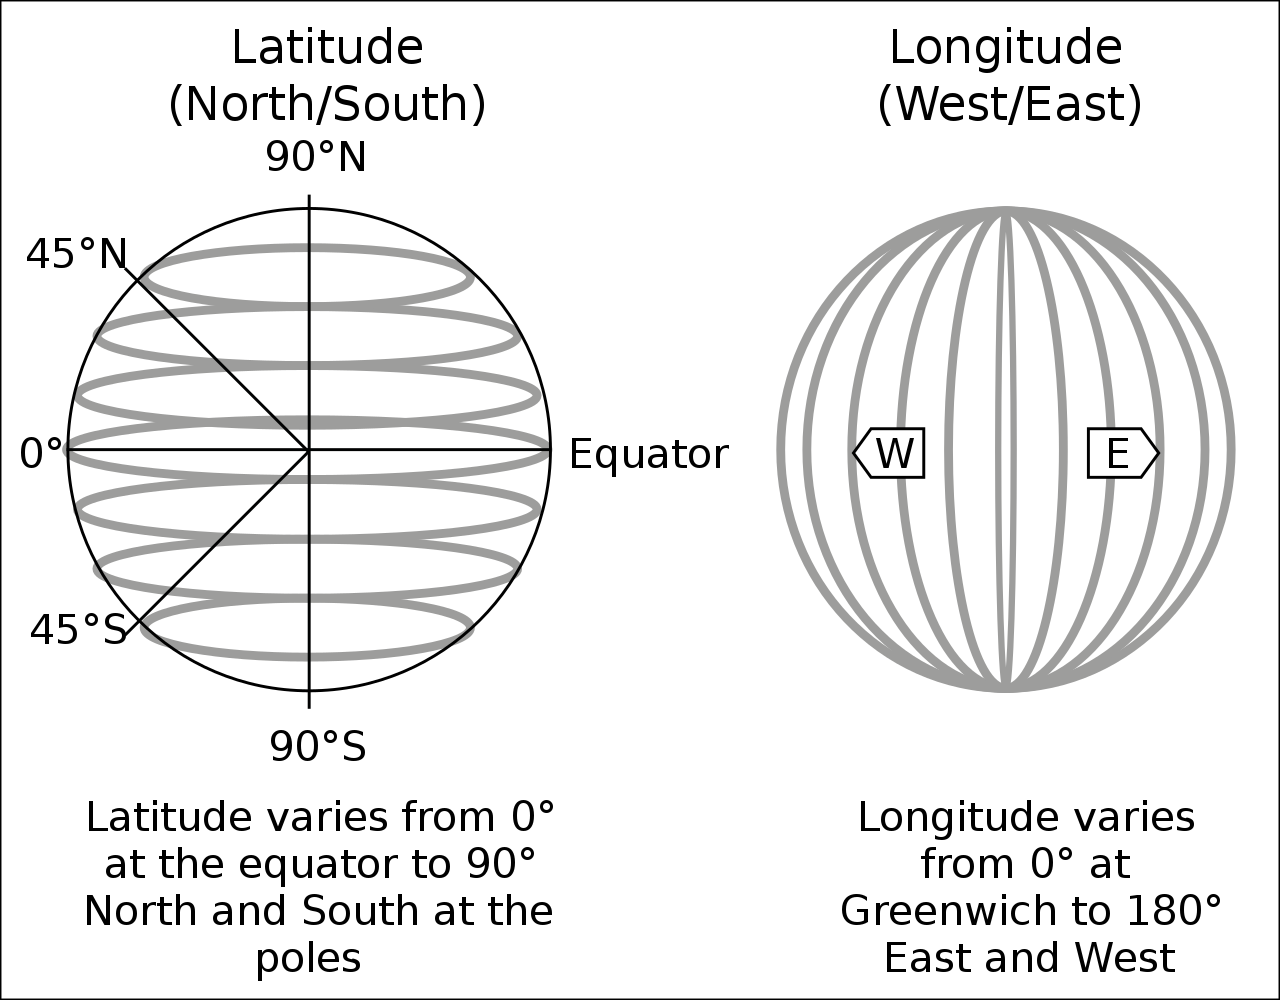 Latitude
(North/South)
90°N
45°N
0°
Equator
45°S
90°S
Latitude varies from 0°
at the equator to 90°
North and South at the
poles
Longitude
(West/East)
W
E
Longitude varies
from 0° at
Greenwich to 180°
East and West